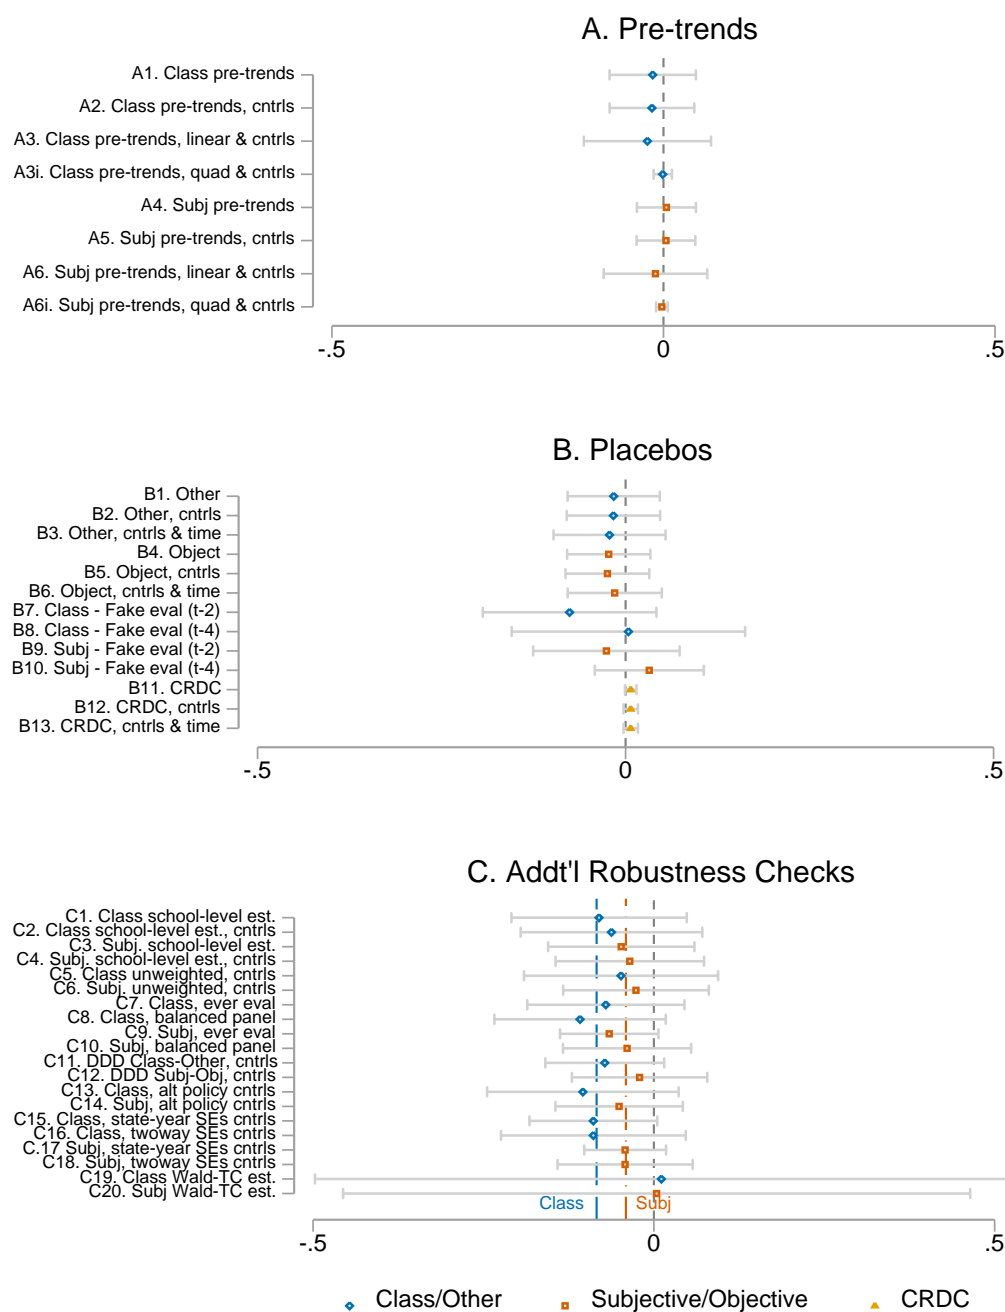 A. Pre-trends
A1. Class pre-trends
A2. Class pre-trends, cntrls
A3. Class pre-trends, linear & cntrls
A3i. Class pre-trends, quad & cntrls
A4. Subj pre-trends
A5. Subj pre-trends, cntrls
A6. Subj pre-trends, linear & cntrls
A6i. Subj pre-trends, quad & cntrls
-.5 0 .5
B. Placebos
B1. Other
B2. Other, cntrls
B3. Other, cntrls & time
B4. Object
B5. Object, cntrls
B6. Object, cntrls & time
B7. Class - Fake eval (t-2)
B8. Class - Fake eval (t-4)
B9. Subj - Fake eval (t-2)
B10. Subj - Fake eval (t-4)
B11. CRDC
B12. CRDC, cntrls
B13. CRDC, cntrls & time
-.5 0 .5
C. Addt'l Robustness Checks
C1. Class school-level est.
C2. Class school-level est., cntrls
C3. Subj. school-level est.
C4. Subj. school-level est., cntrls
C5. Class unweighted, cntrls
C6. Subj. unweighted, cntrls
C7. Class, ever eval
C8. Class, balanced panel
C9. Subj, ever eval
C10. Subj, balanced panel
C11. DDD Class-Other, cntrls
C12. DDD Subj-Obj, cntrls
C13. Class, alt policy cntrls
C14. Subj, alt policy cntrls
C15. Class, state-year SEs cntrls
C16. Class, twoway SEs cntrls
C.17 Subj, state-year SEs cntrls
C18. Subj, twoway SEs cntrls
C19. Class Wald-TC est.
C20. Subj Wald-TC est.
Class Subj
-.5 0 .5
Class/Other Subjective/Objective CRDC